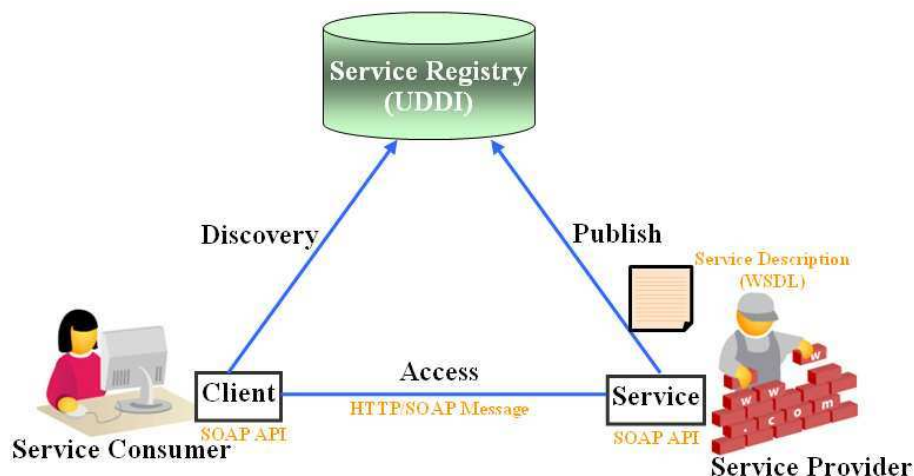 Service Registry
(UDDI)
Discovery
Publish
Service Description
(WSDL)
Access
Client
Service
HTTP/SOAP Message
SOAP API
SOAP API
Service Consumer
Service Provider
w
w
w
.com